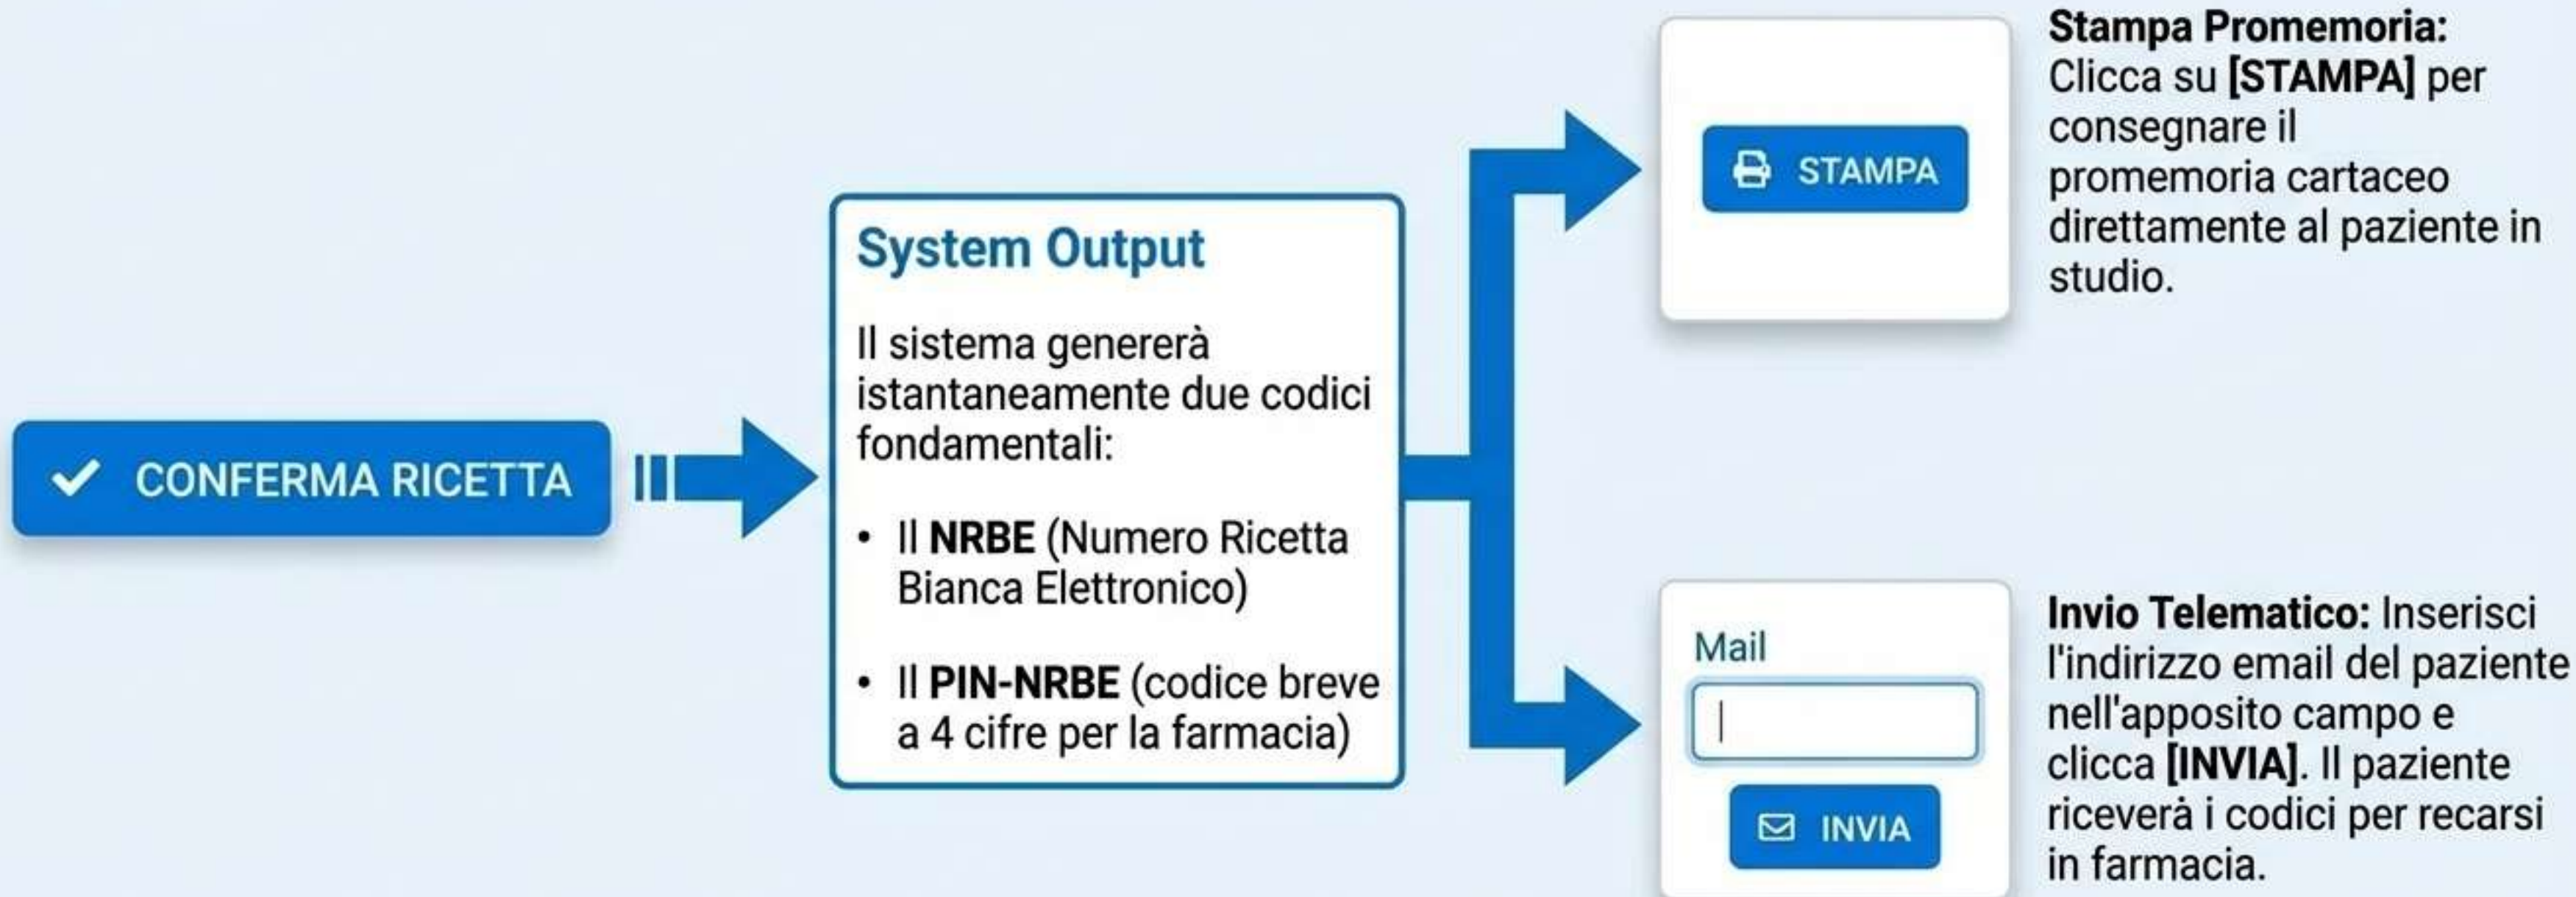 CONFERMA RICETTA
System Output
Il sistema genererà
istantaneamente due codici
fondamentali:
• Il NRBE (Numero Ricetta
Bianca Elettronico)
• Il PIN-NRBE (codice breve
a 4 cifre per la farmacia)
STAMPA
Stampa Promemoria:
Clicca su [STAMPA] per
consegnare il
promemoria cartaceo
direttamente al paziente in
studio.
Mail
INVIA
Invio Telematico: Inserisci
l'indirizzo email del paziente
nell'apposito campo e
clicca [INVIA]. Il paziente
riceverà i codici per recarsi
in farmacia.